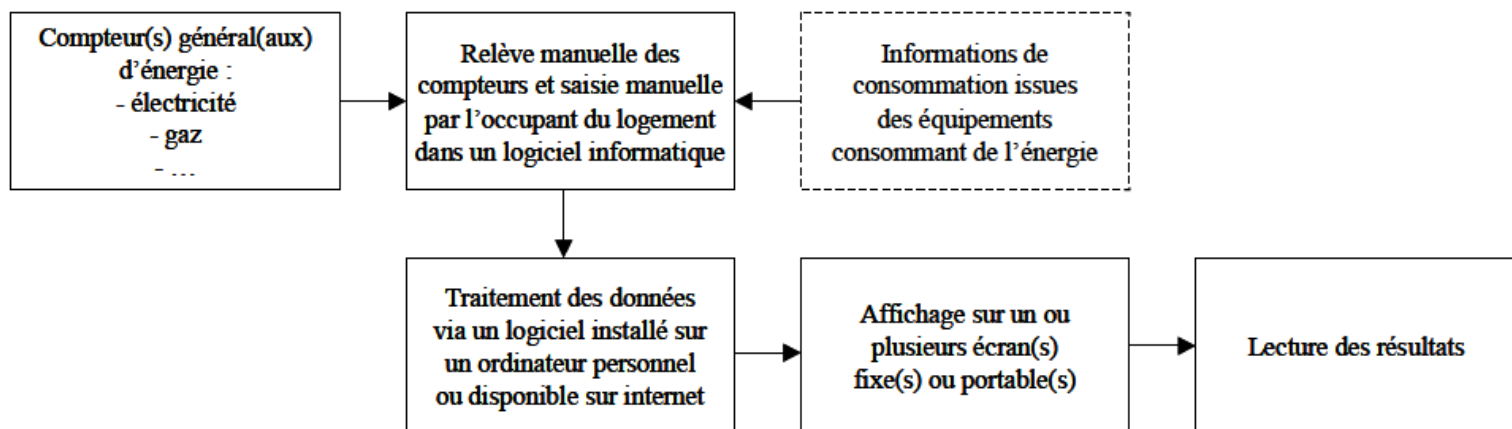 Compteur(s) général(aux)
d’énergie :
- électricité
- gaz
- …
Relève manuelle des
compteurs et saisie manuelle
par l’occupant du logement
dans un logiciel informatique
Informations de
consommation issues
des équipements
consommant de l’énergie
Traitement des données
via un logiciel installé sur
un ordinateur personnel
ou disponible sur internet
Affichage sur un ou
plusieurs écran(s)
fixe(s) ou portable(s)
Lecture des résultats